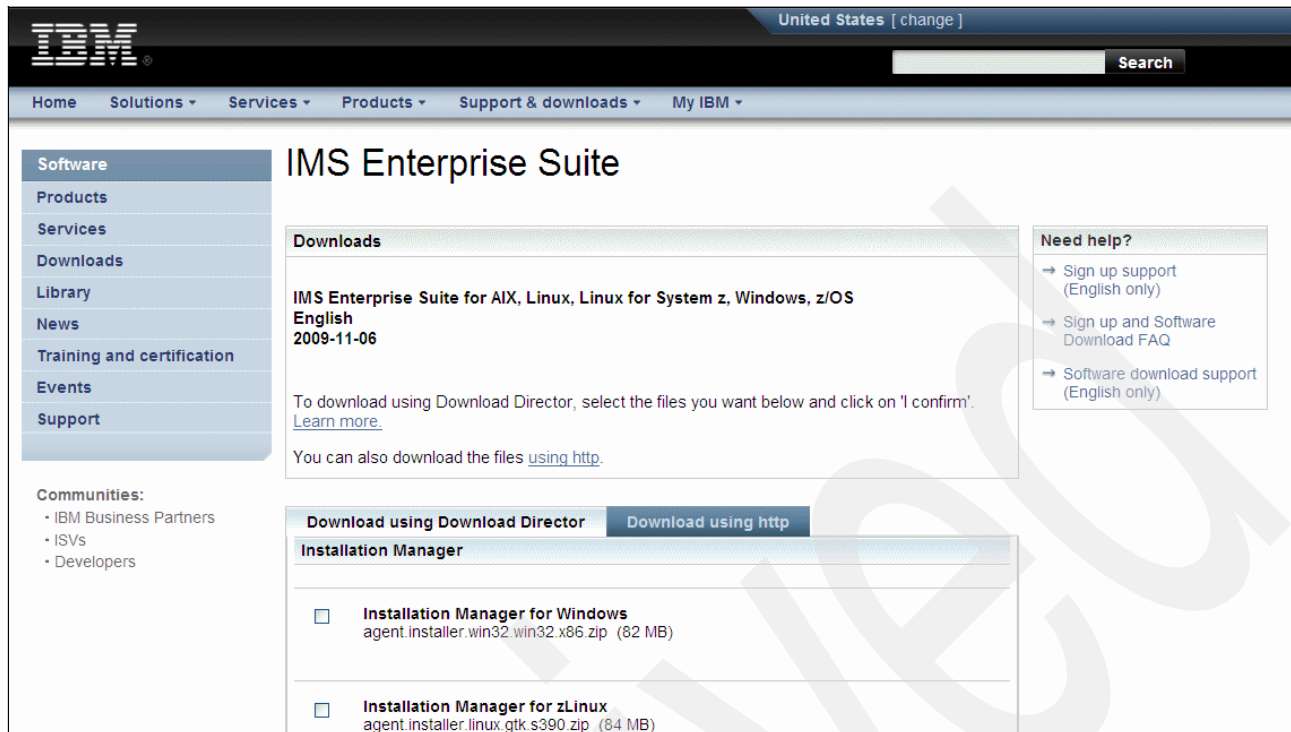 United States [ change ]
IBM®
Search
Home Solutions Services Products Support & downloads My IBM
Software
Products
Services
Downloads
Library
News
Training and certification
Events
Support
Communities:
• IBM Business Partners
• ISVs
• Developers
IMS Enterprise Suite
Downloads
IMS Enterprise Suite for AIX, Linux, Linux for System z, Windows, z/OS
English
2009-11-06
To download using Download Director, select the files you want below and click on 'I confirm'.
Learn more.
You can also download the files using http.
Download using Download Director Download using http
Installation Manager
Installation Manager for Windows
agent.installer.win32.win32.x86.zip (82 MB)
Installation Manager for zLinux
agent.installer.linux.gtk.s390.zip (84 MB)
Need help?
→ Sign up support
(English only)
→ Sign up and Software
Download FAQ
→ Software download support
(English only)